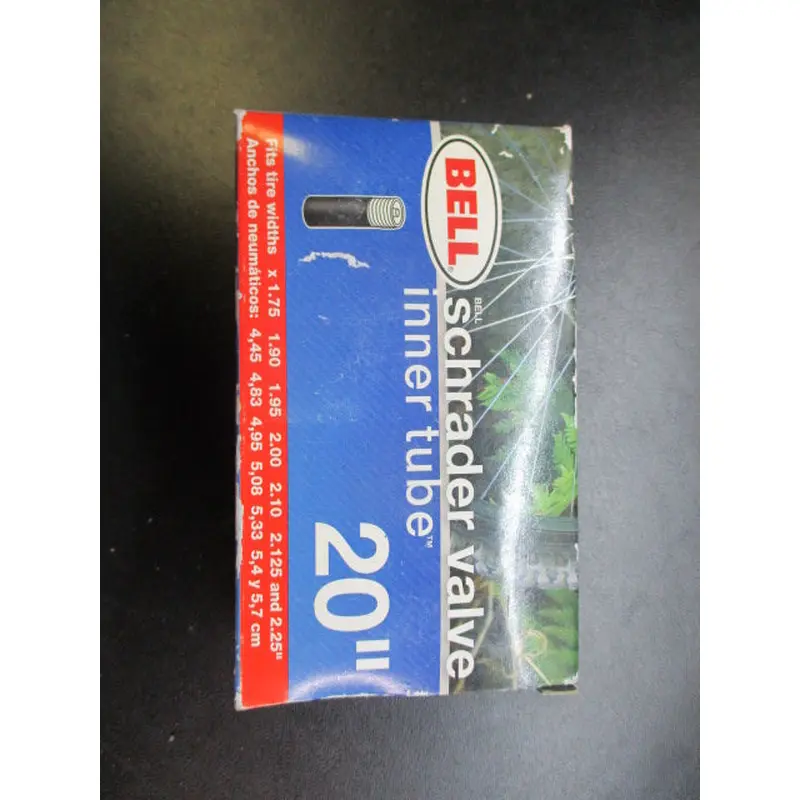 BELL
BELL
schrader valve
inner tube™
20"
Fits tire widths x 1.75 1.90 1.95 2.00 2.10 2.125 and 2.25"
Anchos de neumáticos: 4,45 4,83 4,95 5,08 5,33 5,4 y 5,7 cm